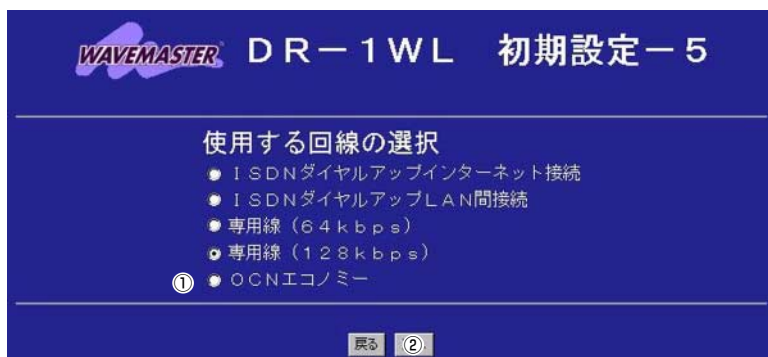 WAVEMASTER DR－1WL 初期設定－5
使用する回線の選択
ISDNダイヤルアップインターネット接続
ISDNダイヤルアップLAN間接続
専用線（64kbps）
専用線（128kbps）
① OCNエコノミー
戻る ②